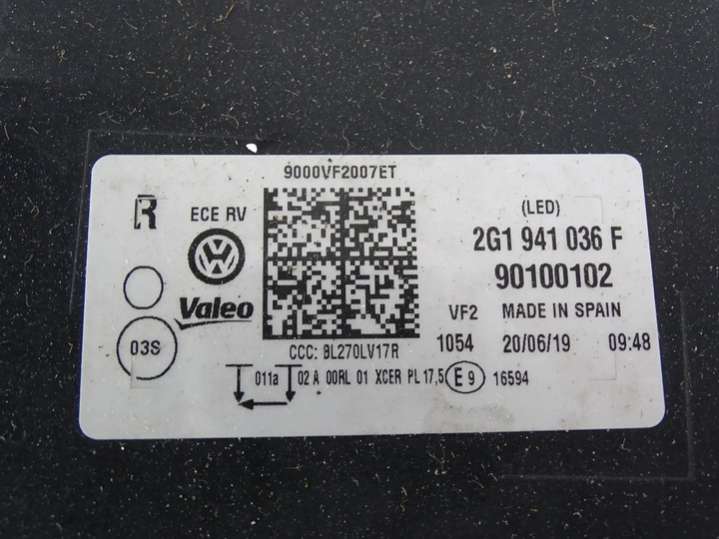 9000VF2007ET
R
ECE RV
(LED)
2G1 941 036 F
90100102
Valeo
VF2 MADE IN SPAIN
03S
CCC: BL270LV17R
1054 20/06/19 09:48
011a 02 A 00RL 01 XCER PL 17,5 E 9 16594